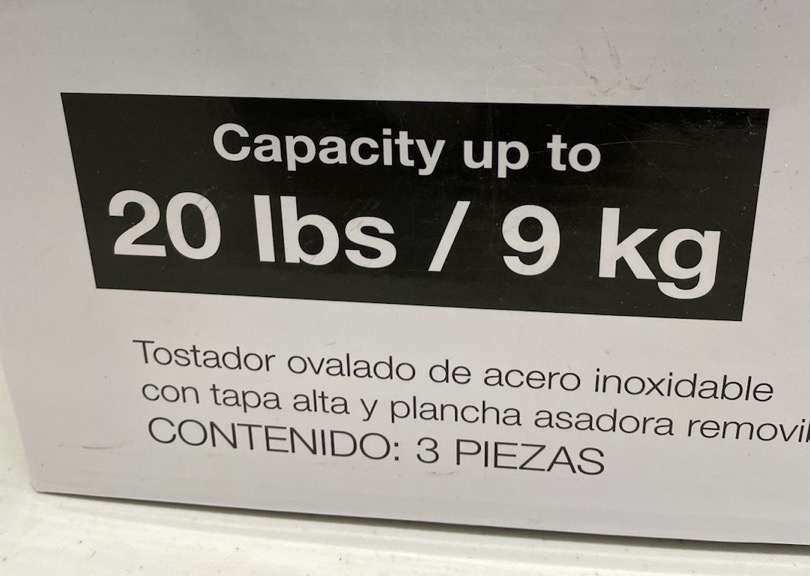 Capacity up to
20 lbs / 9 kg
Tostador ovalado de acero inoxidable
con tapa alta y plancha asadora
CONTENIDO: 3 PIEZAS